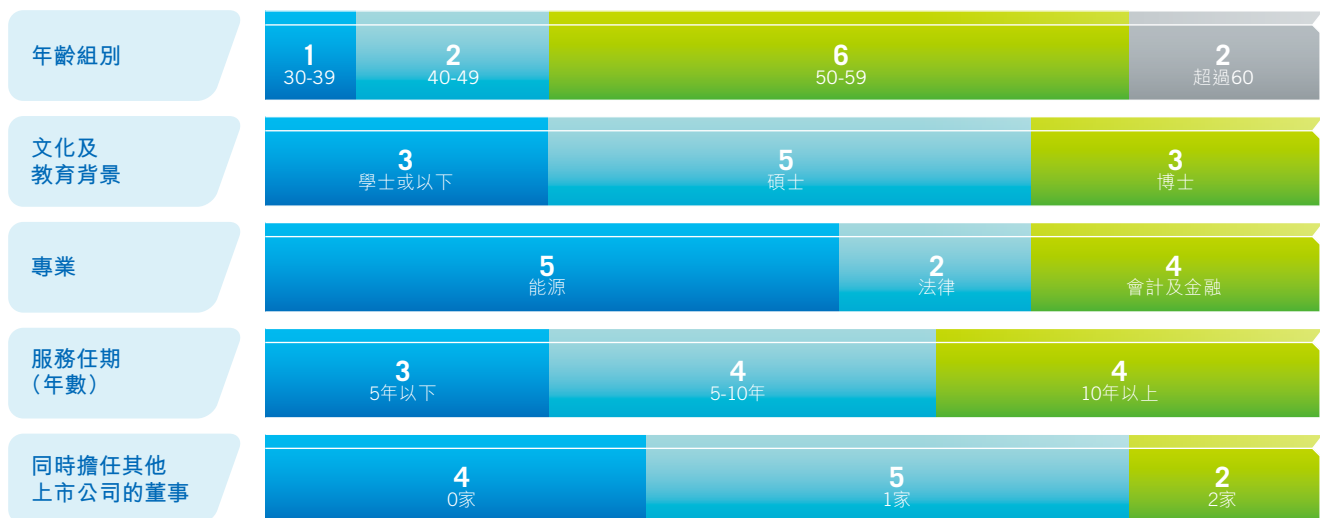 年齡組別
1
30-39
2
40-49
6
50-59
2
超過60
文化及
教育背景
3
學士或以下
5
碩士
3
博士
專業
5
能源
2
法律
4
會計及金融
服務任期
（年數）
3
5年以下
4
5-10年
4
10年以上
同時擔任其他
上市公司的董事
4
0家
5
1家
2
2家